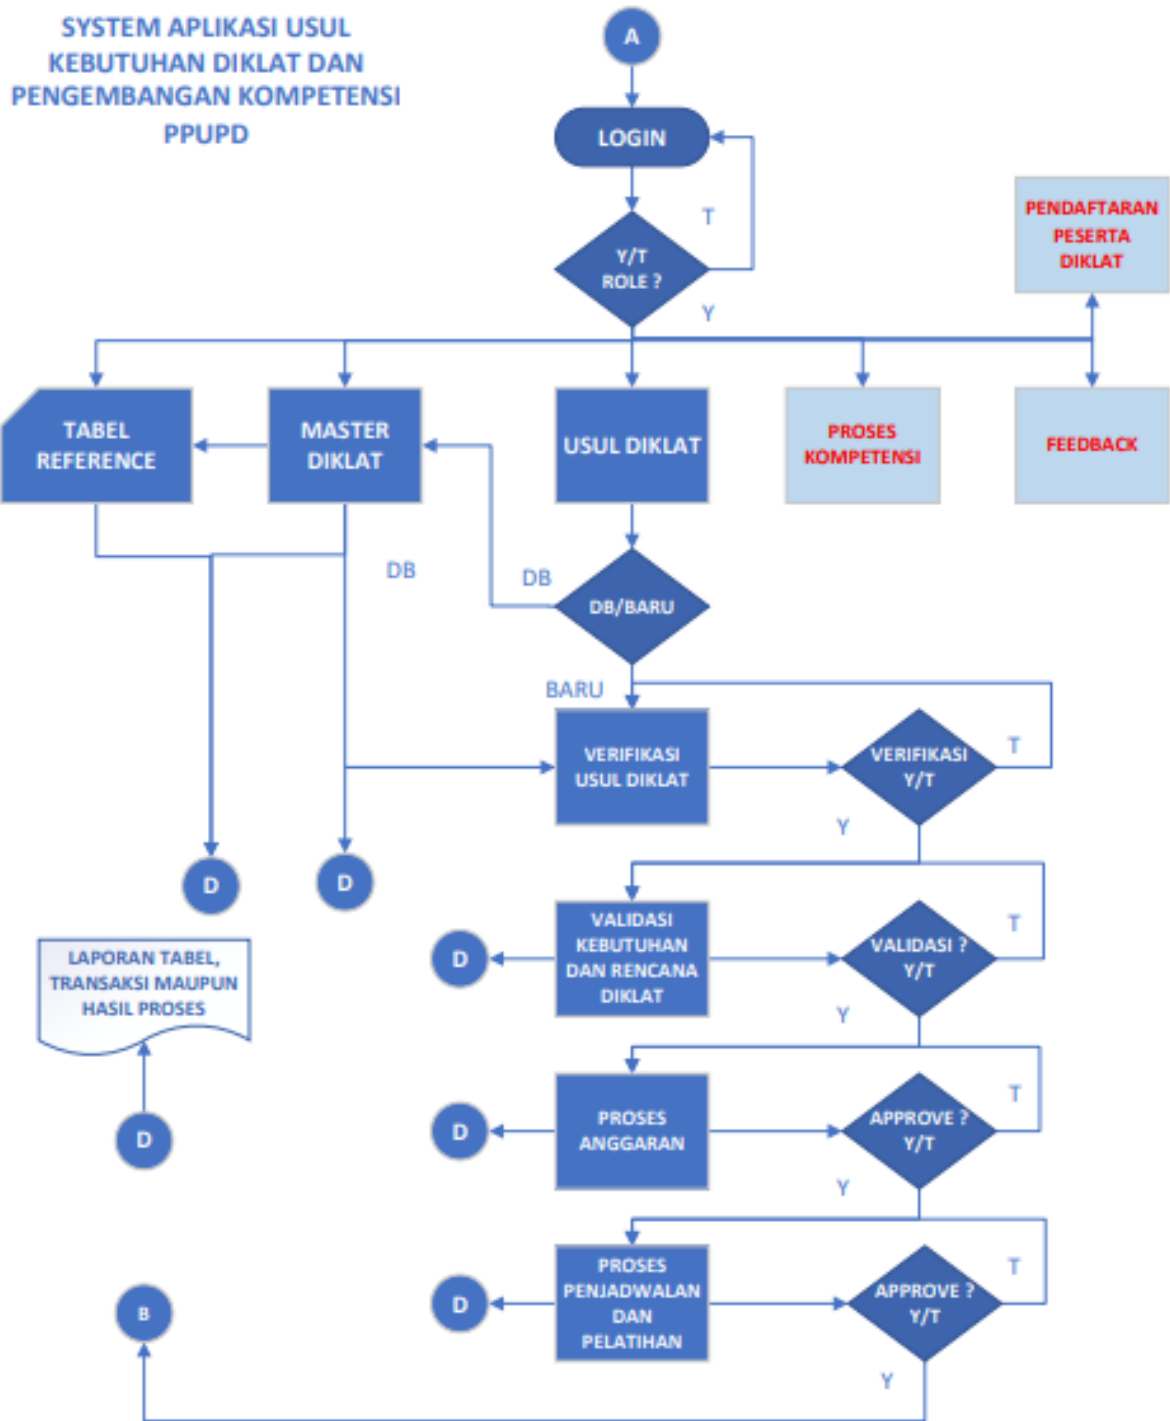 SYSTEM APLIKASI USUL
KEBUTUHAN DIKLAT DAN
PENGEMBANGAN KOMPETENSI
PPUPD
A
LOGIN
T
Y/T
ROLE ?
Y
PENDAFTARAN
PESERTA
DIKLAT
TABEL
REFERENCE
MASTER
DIKLAT
USUL DIKLAT
PROSES
KOMPETENSI
FEEDBACK
DB
DB
DB/BARU
BARU
VERIFIKASI
USUL DIKLAT
VERIFIKASI
Y/T
T
Y
D
D
VALIDASI
KEBUTUHAN
DAN RENCANA
DIKLAT
D
VALIDASI ?
Y/T
T
Y
LAPORAN TABEL,
TRANSAKSI MAUPUN
HASIL PROSES
D
D
PROSES
ANGGARAN
APPROVE ?
Y/T
T
Y
B
D
PROSES
PENJADWALAN
DAN
PELATIHAN
APPROVE ?
Y/T
T
Y